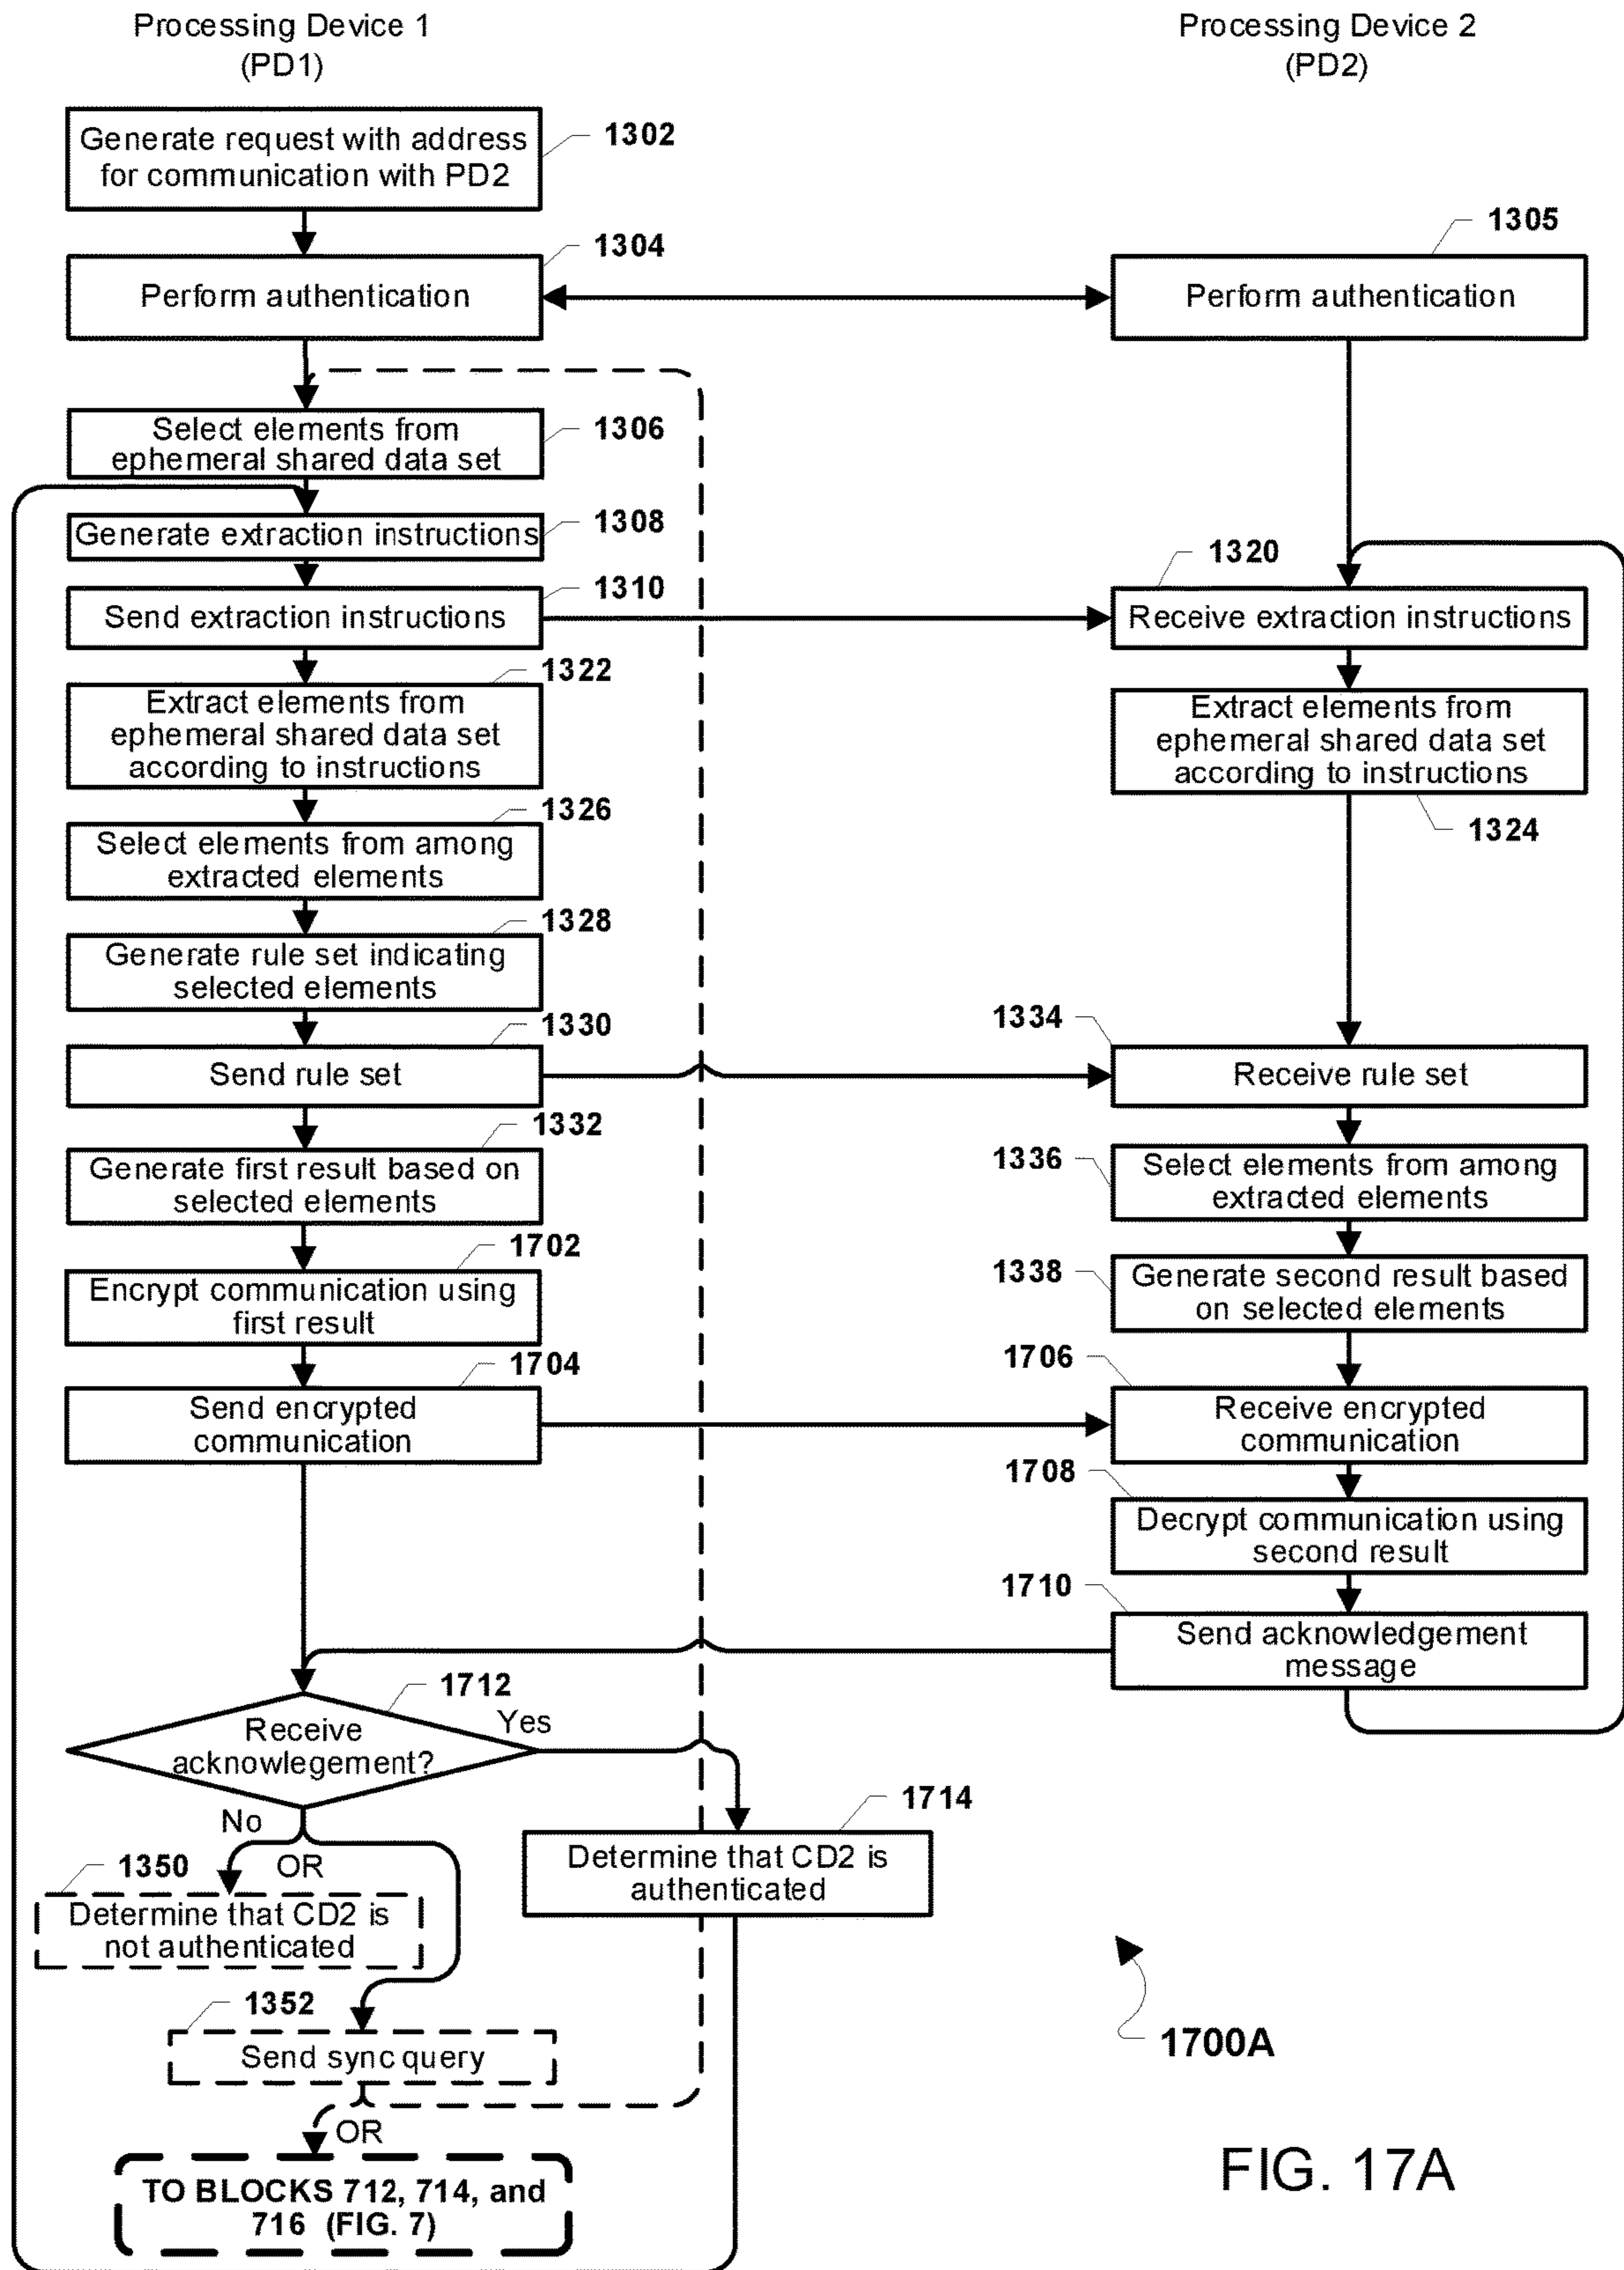 Processing Device 1
(PD1)
Processing Device 2
(PD2)
Generate request with address
for communication with PD2
1302
1304
Perform authentication
1305
Perform authentication
Select elements from
ephemeral shared data set
1306
Generate extraction instructions
1308
1310
Send extraction instructions
1320
Receive extraction instructions
1322
Extract elements from
ephemeral shared data set
according to instructions
Extract elements from
ephemeral shared data set
according to instructions
1324
1326
Select elements from among
extracted elements
1328
Generate rule set indicating
selected elements
1330
Send rule set
1334
Receive rule set
1332
Generate first result based on
selected elements
1336
Select elements from among
extracted elements
1702
Encrypt communication using
first result
1338
Generate second result based
on selected elements
1704
Send encrypted
communication
1706
Receive encrypted
communication
1708
Decrypt communication using
second result
1710
Send acknowledgement
message
1712
Receive
acknowlegement?
Yes
No
OR
1714
Determine that CD2 is
authenticated
1350
Determine that CD2 is
not authenticated
1352
Send sync query
OR
TO BLOCKS 712, 714, and
716 (FIG. 7)
1700A
FIG. 17A